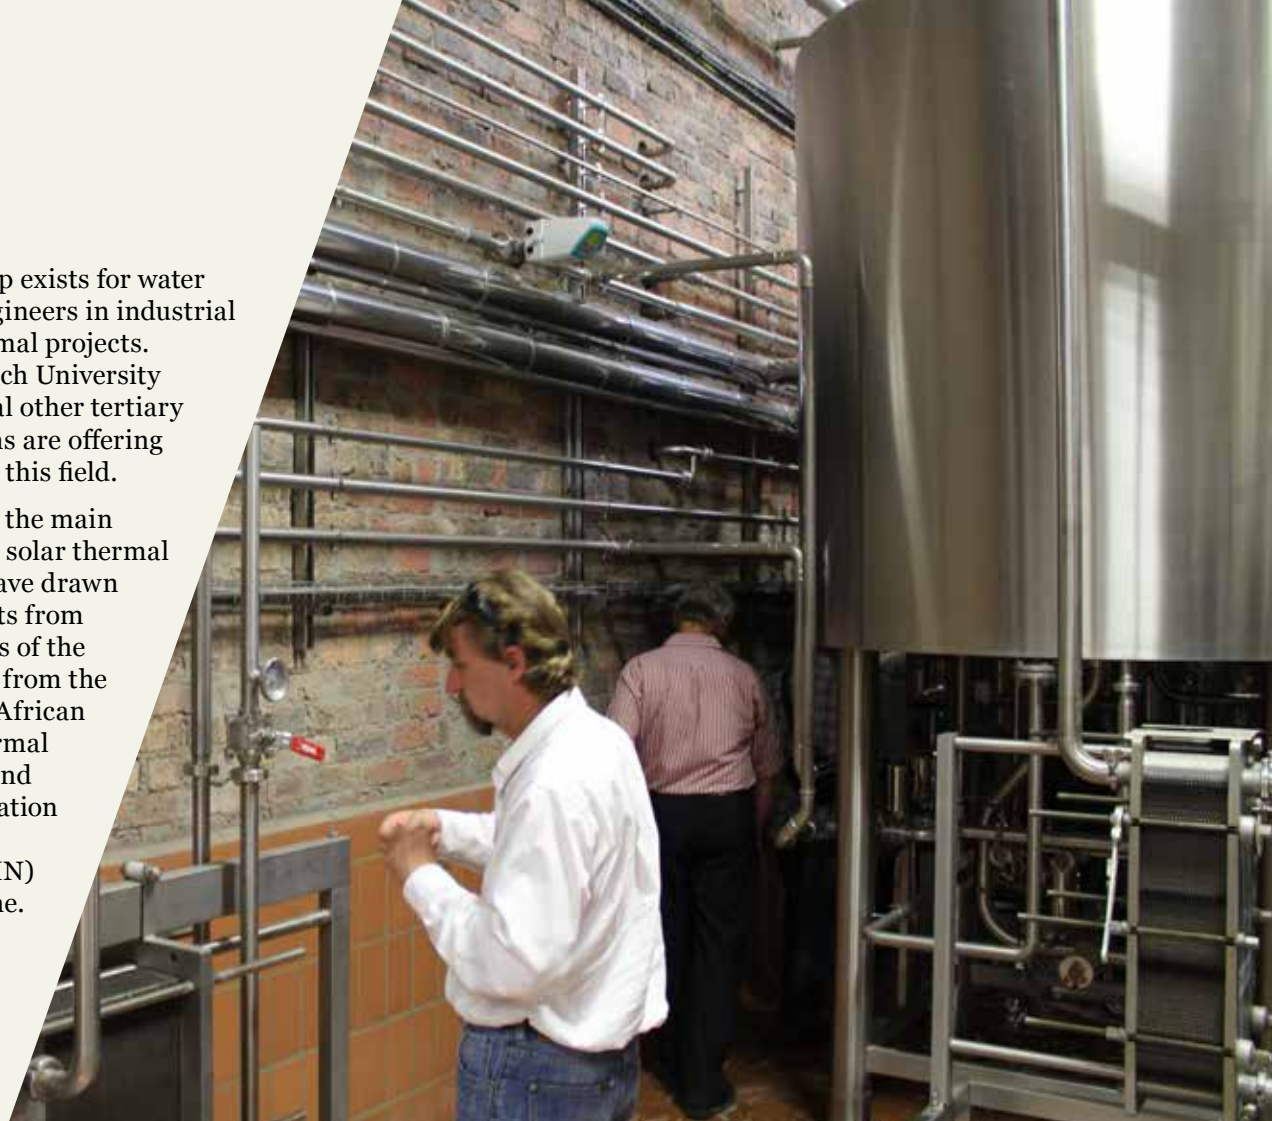 p exists for water
gineers in industrial
mal projects.
ch University
al other tertiary
ns are offering
this field.
the main
solar thermal
ave drawn
ts from
s of the
from the
African
rmal
nd
ation
IN)
ne.